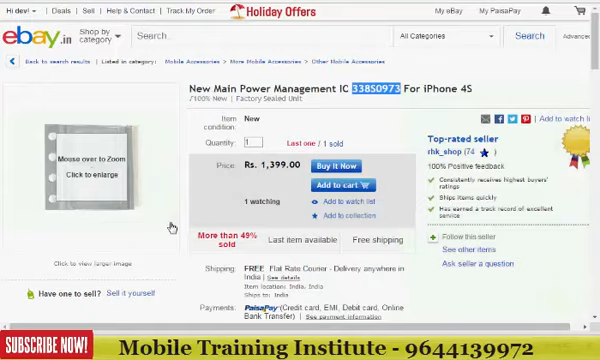 Hi dev! Deals Sell Help & Contact Track My Order Holiday Offers My eBay My PaisaPay
ebay.in Shop by category Search... All Categories Search Advanced
Back to search results Listed in category: Mobile Accessories > More Mobile Accessories > Other Mobile Accessories
New Main Power Management IC 338S0973 For iPhone 4S
/100% New | Factory Sealed Unit
Item condition: New
Quantity: 1 Last one / 1 sold
Price: Rs. 1,399.00 Buy It Now
Add to cart
1 watching Add to watch list
Add to collection
More than 49% sold Last item available Free shipping
Shipping: FREE Flat Rate Courier - Delivery anywhere in India | See details
Item location: India, India
Ships to: India
Payments: PaisaPay (Credit card, EMI, Debit card, Online Bank Transfer) | See payment information
Mouse over to Zoom
Click to enlarge
Click to view larger image
Have one to sell? Sell it yourself
Add to watch li
Top-rated seller
rhk_shop (74
100% Positive feedback
Consistently receives highest buyers' ratings
Ships items quickly
Has earned a track record of excellent service
Follow this seller
See other items
Ask seller a question
SUBSCRIBE NOW!
Mobile Training Institute - 9644139972